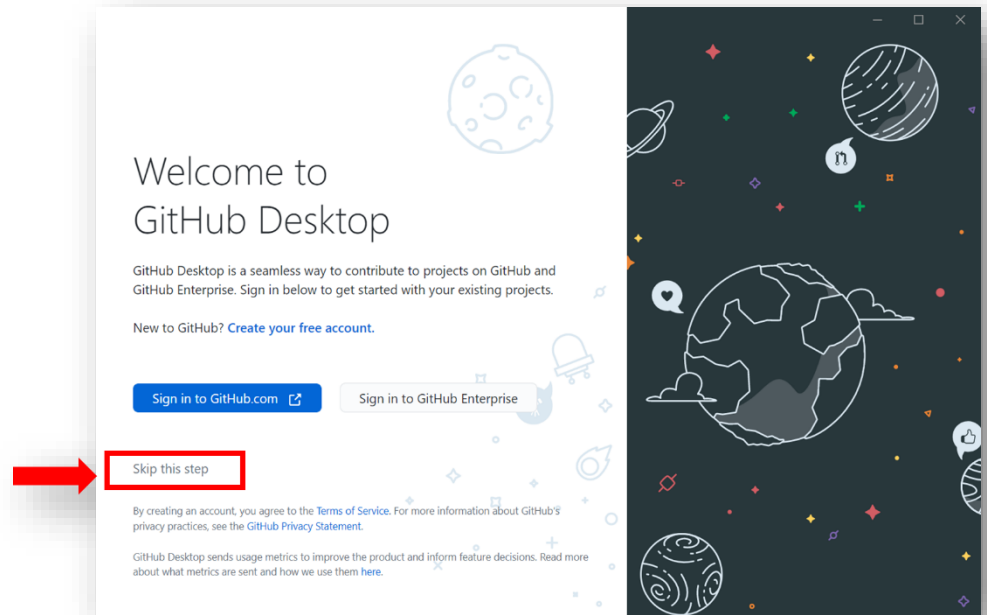 Welcome to
GitHub Desktop
GitHub Desktop is a seamless way to contribute to projects on GitHub and
GitHub Enterprise. Sign in below to get started with your existing projects.
New to GitHub? Create your free account.
Sign in to GitHub.com
Sign in to GitHub Enterprise
Skip this step
By creating an account, you agree to the Terms of Service. For more information about GitHub's
privacy practices, see the GitHub Privacy Statement.
GitHub Desktop sends usage metrics to improve the product and inform feature decisions. Read more
about what metrics are sent and how we use them here.